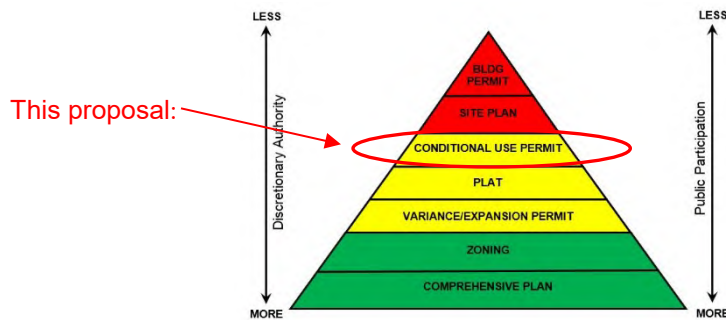 LESS
LESS
BLDG
PERMIT
This proposal:
SITE PLAN
CONDITIONAL USE PERMIT
Discretionary Authority
Public Participation
PLAT
VARIANCE/EXPANSION PERMIT
ZONING
COMPREHENSIVE PLAN
MORE
MORE